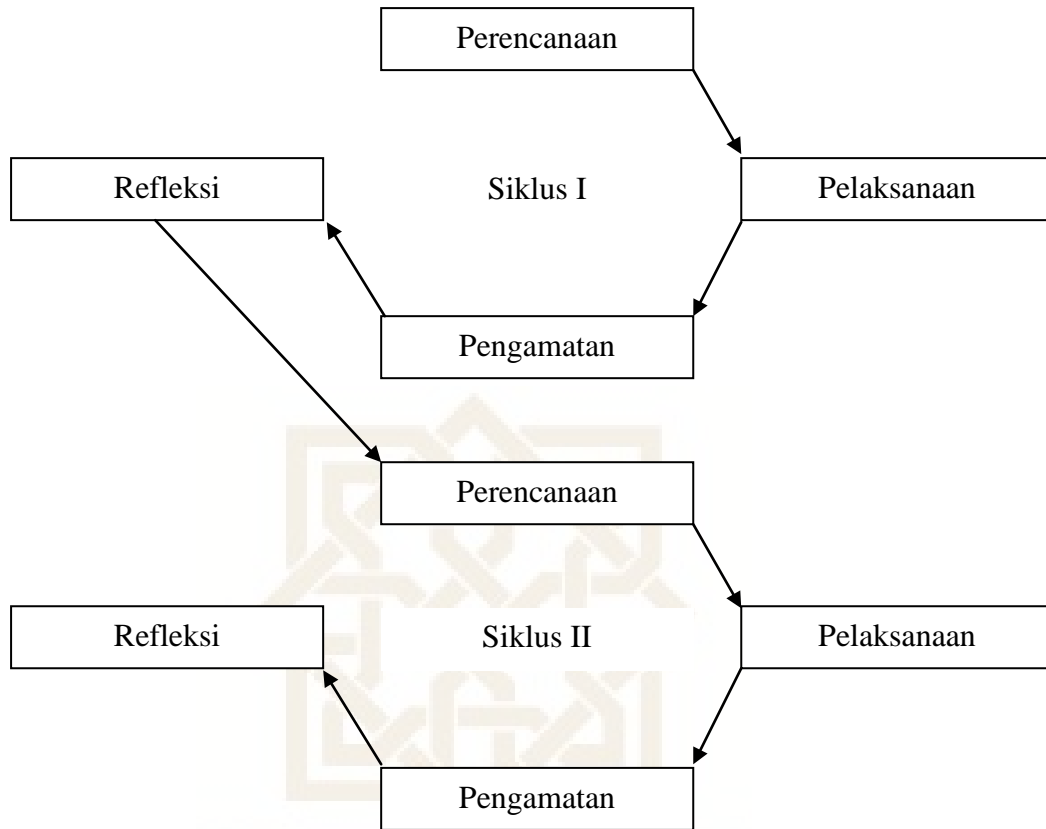 Perencanaan
Refleksi
Siklus I
Pelaksanaan
Pengamatan
Perencanaan
Refleksi
Siklus II
Pelaksanaan
Pengamatan